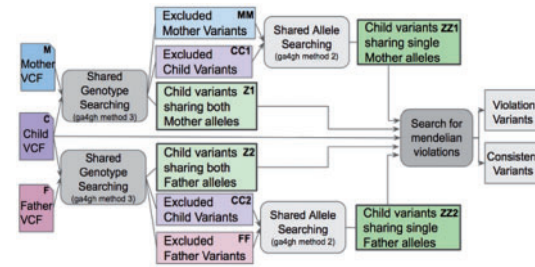 M
Mother
VCF
C
Child
VCF
F
Father
VCF
Shared
Genotype
Searching
(ga4gh method 3)
Shared
Genotype
Searching
(ga4gh method 3)
Excluded MM
Mother Variants
Excluded CC1
Child Variants
Child variants Z1
sharing both
Mother alleles
Child variants Z2
sharing both
Father alleles
Excluded CC2
Child Variants
Excluded FF
Father Variants
Shared Allele
Searching
(ga4gh method 2)
Shared Allele
Searching
(ga4gh method 2)
Child variants ZZ1
sharing single
Mother alleles
Child variants ZZ2
sharing single
Father alleles
Search for
mendelian
violations
Violation
Variants
Consistent
Variants